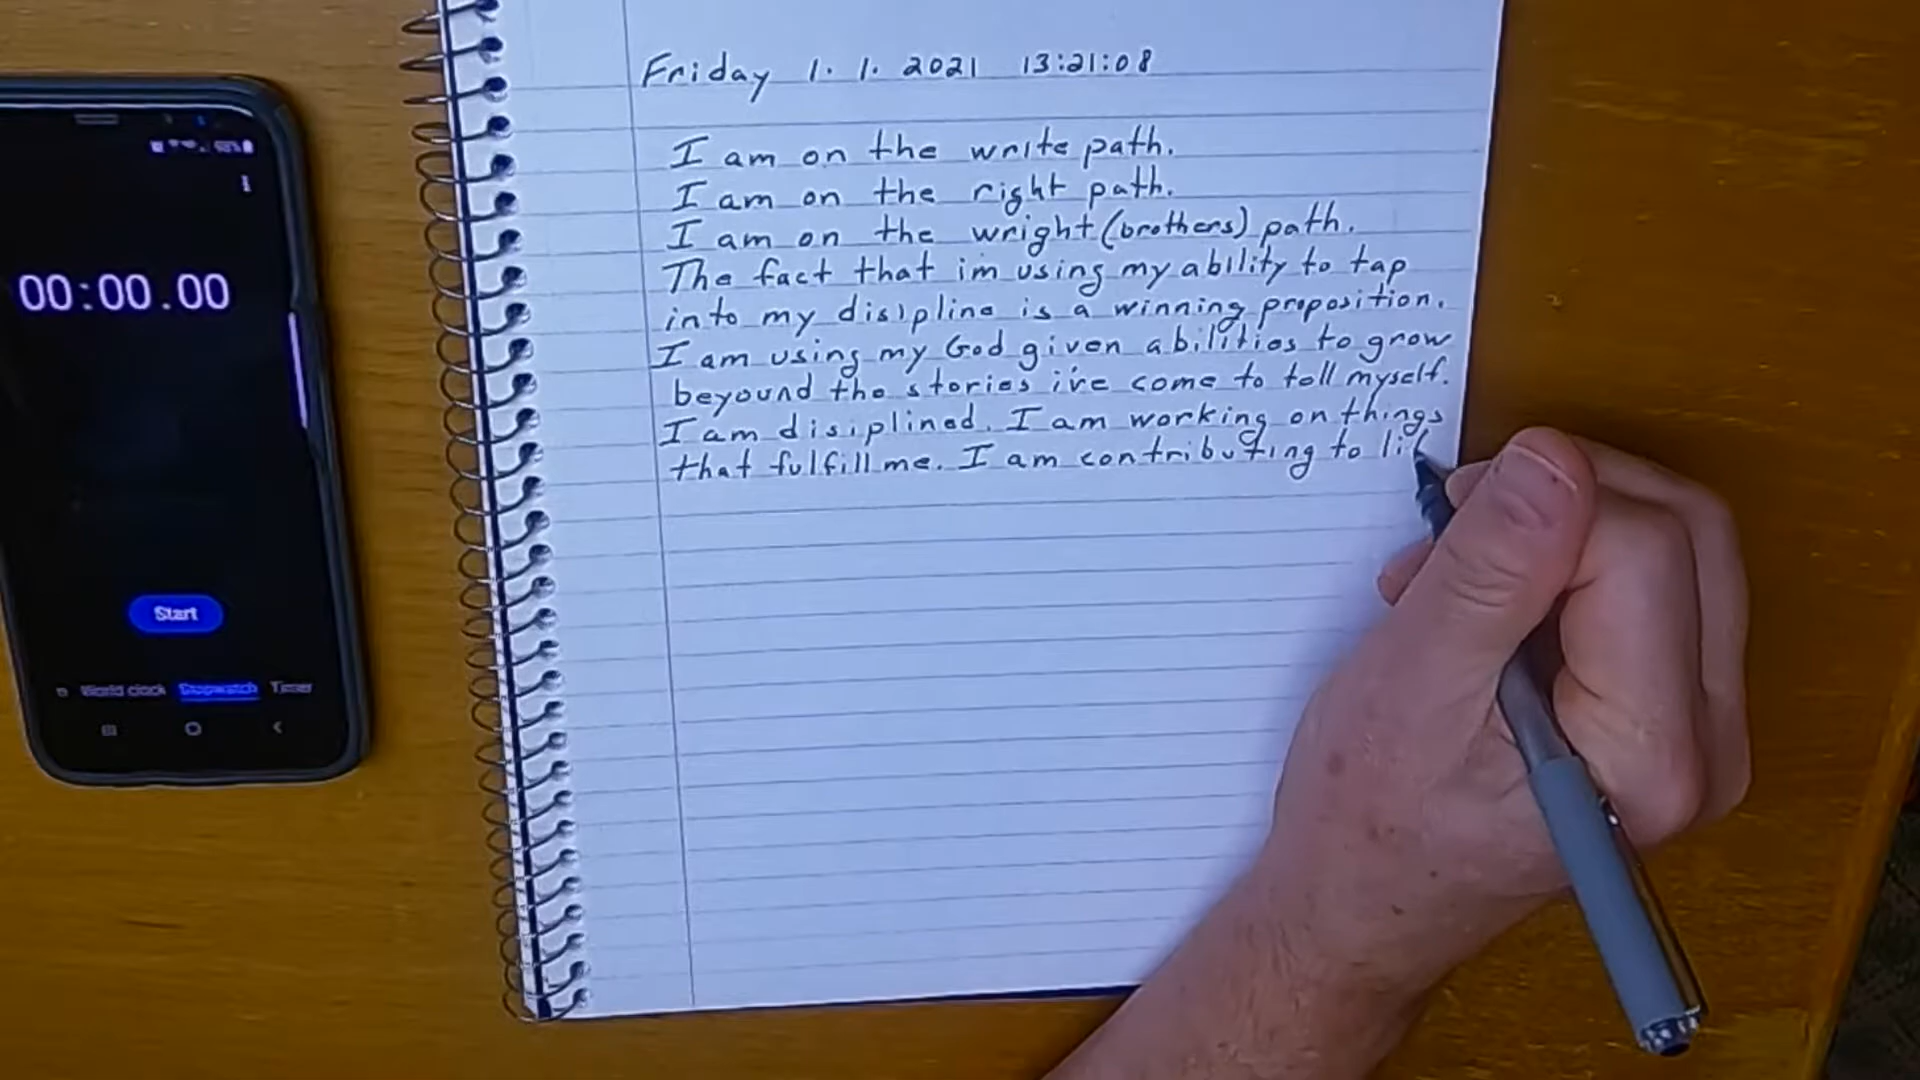 Friday 1. 1. 2021 13:21:08
I am on the write path.
I am on the right path.
I am on the wright (brothers) path.
The fact that im using my ability to tap
into my disipline is a winning proposition.
I am using my God given abilities to grow
beyound the stories i've come to tell myself.
I am disiplined. I am working on things
that fulfill me. I am contributing to lif
00:00.00
Start
World clock Stopwatch Timer